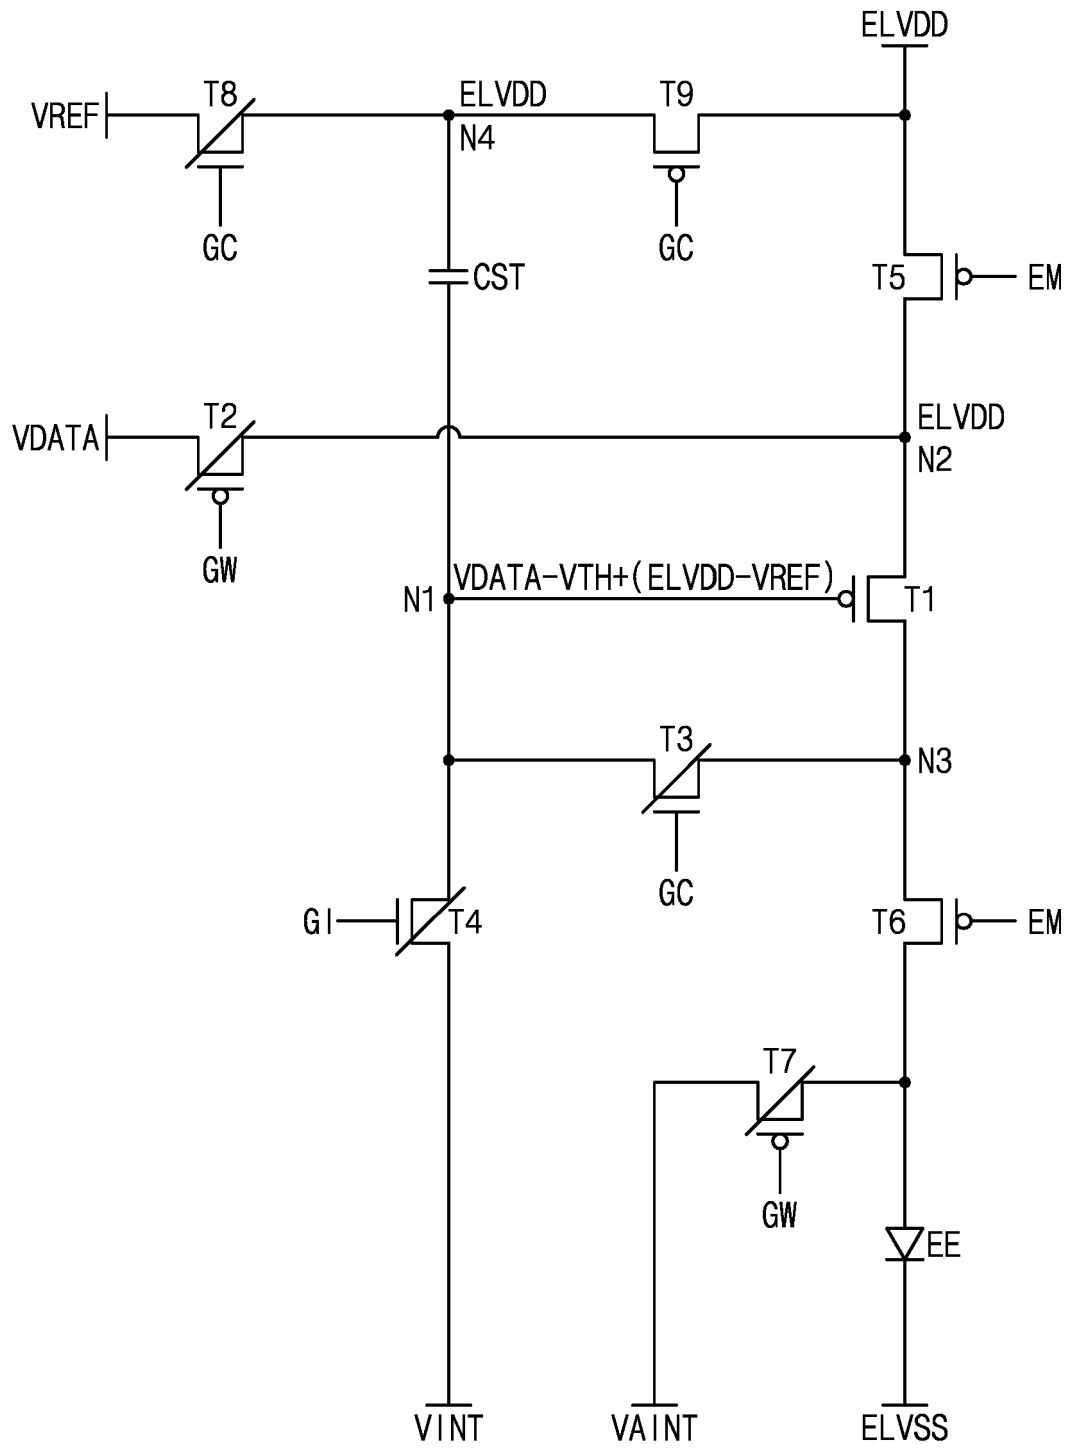 ELVDD
T8
ELVDD
T9
VREF
N4
GC
GC
CST
T5
EM
T2
ELVDD
VDATA
N2
GW
VDATA-VTH+(ELVDD-VREF)
N1
T1
T3
N3
GC
GI
T4
T6
EM
T7
GW
EE
VINT
VAINT
ELVSS